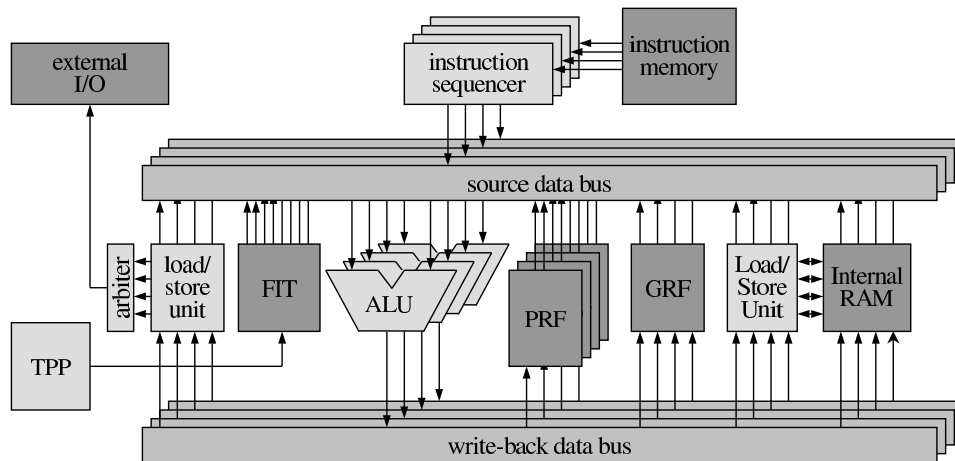 external
I/O
instruction
sequencer
instruction
memory
source data bus
arbiter
load/
store
unit
FIT
ALU
PRF
GRF
Load/
Store
Unit
Internal
RAM
TPP
write-back data bus